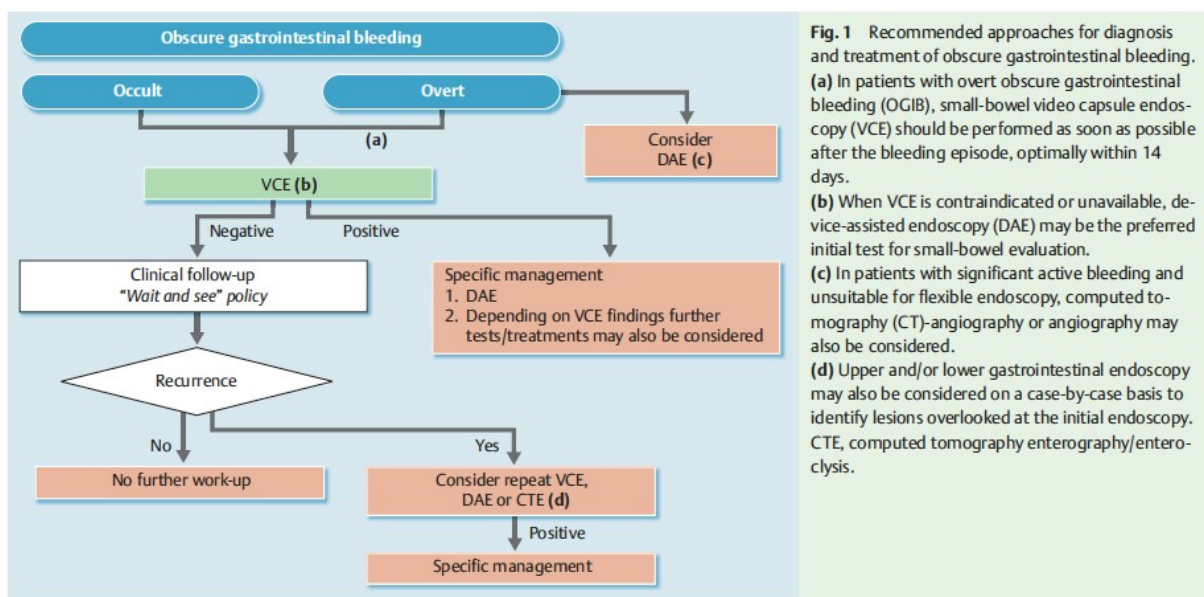 Obscure gastrointestinal bleeding
Occult
Overt
(a)
Consider
DAE (c)
VCE (b)
Negative
Positive
Clinical follow-up
“Wait and see” policy
Specific management
1. DAE
2. Depending on VCE findings further
tests/treatments may also be considered
Recurrence
No
Yes
No further work-up
Consider repeat VCE,
DAE or CTE (d)
Positive
Specific management
Fig. 1 Recommended approaches for diagnosis
and treatment of obscure gastrointestinal bleeding.
(a) In patients with overt obscure gastrointestinal
bleeding (OGIB), small-bowel video capsule endos-
copy (VCE) should be performed as soon as possible
after the bleeding episode, optimally within 14
days.
(b) When VCE is contraindicated or unavailable, de-
vice-assisted endoscopy (DAE) may be the preferred
initial test for small-bowel evaluation.
(c) In patients with significant active bleeding and
unsuitable for flexible endoscopy, computed to-
mography (CT)-angiography or angiography may
also be considered.
(d) Upper and/or lower gastrointestinal endoscopy
may also be considered on a case-by-case basis to
identify lesions overlooked at the initial endoscopy.
CTE, computed tomography enterography/entero-
clysis.